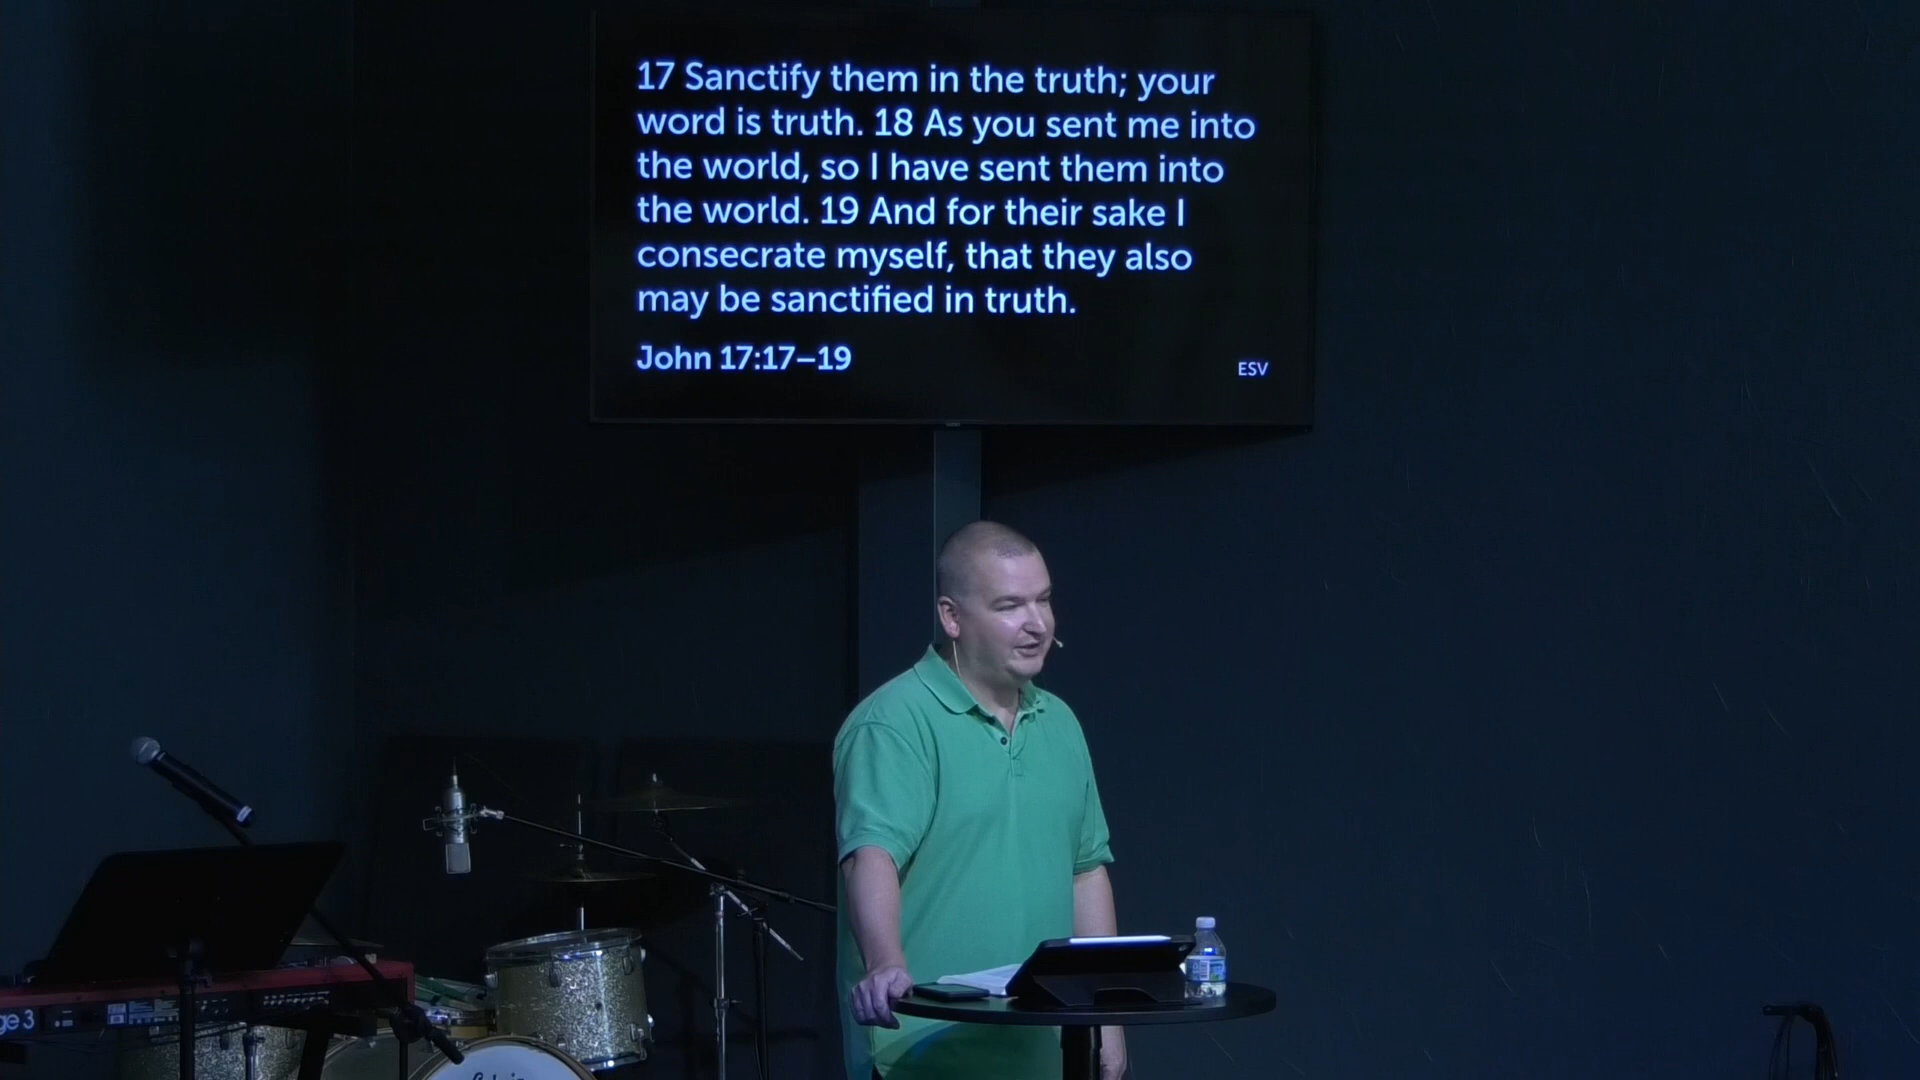 17 Sanctify them in the truth; your
word is truth. 18 As you sent me into
the world, so I have sent them into
the world. 19 And for their sake I
consecrate myself, that they also
may be sanctified in truth.
John 17:17–19
ESV
ge 3